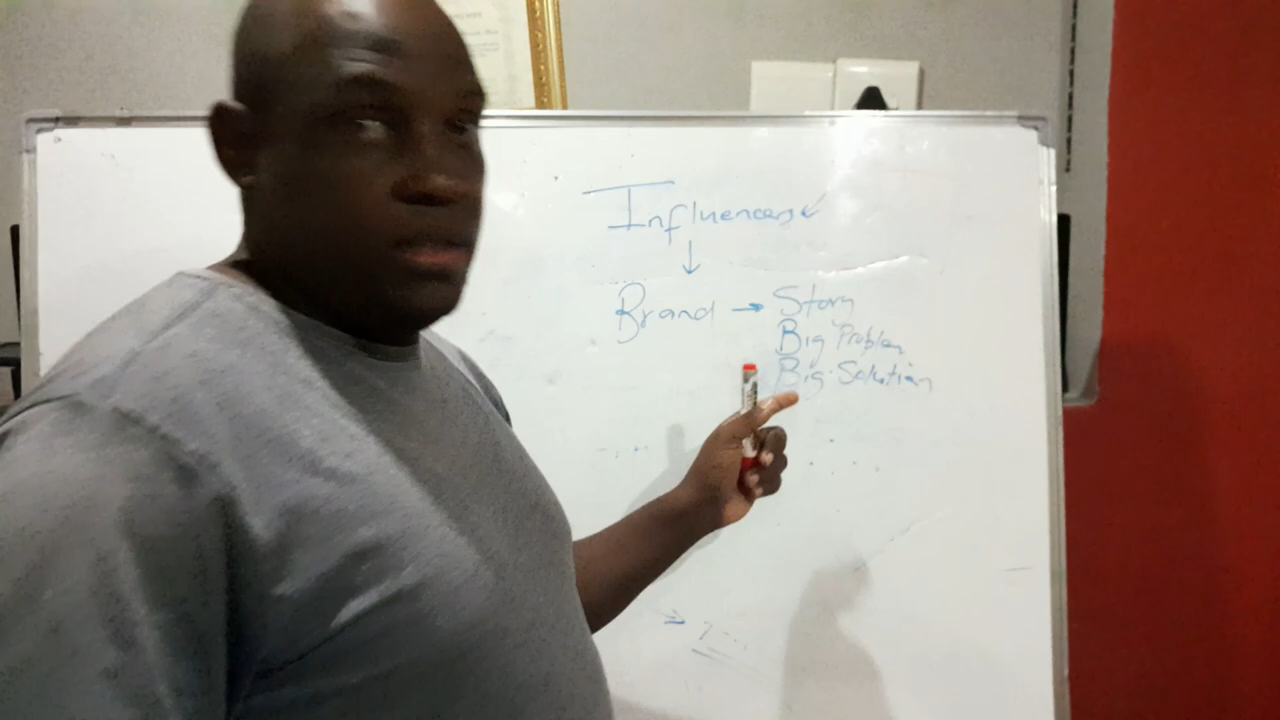 Influencers
Brand → Story
Big Problem
Big Solution